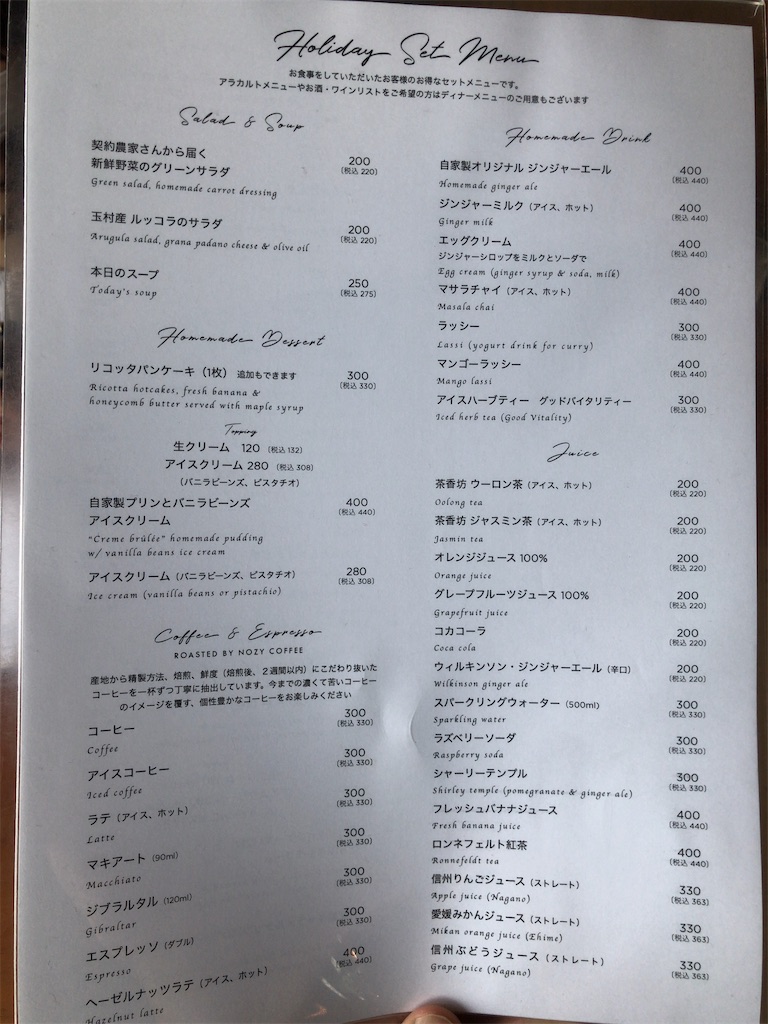 Holiday Set Menu
お食事をしていただいたお客様のお得なセットメニューです。
アラカルトメニューやお酒・ワインリストをご希望の方はディナーメニューのご用意もございます
Salad & Soup
契約農家さんから届く
新鮮野菜のグリーンサラダ 200
Green salad, homemade carrot dressing (税込 220)
玉村産 ルッコラのサラダ 200
Arugula salad, grana padano cheese & olive oil (税込 220)
本日のスープ 250
Today's soup (税込 275)
Homemade Dessert
リコッタパンケーキ（1枚） 追加もできます 300
(税込 330)
Ricotta hotcakes, fresh banana &
honeycomb butter served with maple syrup
Topping
生クリーム 120 (税込 132)
アイスクリーム 280 (税込 308)
（バニラビーンズ、ピスタチオ）
自家製プリンとバニラビーンズ 400
アイスクリーム (税込 440)
"Creme brûlée" homemade pudding
w/ vanilla beans ice cream
アイスクリーム（バニラビーンズ、ピスタチオ） 280
Ice cream (vanilla beans or pistachio) (税込 308)
Coffee & Espresso
ROASTED BY NOZY COFFEE
産地から精製方法、焙煎、鮮度（焙煎後、２週間以内）にこだわり抜いた
コーヒーを一杯ずつ丁寧に抽出しています。今までの濃くて苦いコーヒー
のイメージを覆す、個性豊かなコーヒーをお楽しみください
コーヒー 300
Coffee (税込 330)
アイスコーヒー 300
Iced coffee (税込 330)
ラテ（アイス、ホット） 300
Latte (税込 330)
マキアート (90ml) 300
Macchiato (税込 330)
ジブラルタル (120ml) 300
Gibraltar (税込 330)
エスプレッソ（ダブル） 300
Espresso (税込 330)
ヘーゼルナッツラテ（アイス、ホット） 400
Hazelnut latte (税込 440)
Homemade Drink
自家製オリジナル ジンジャーエール 400
Homemade ginger ale (税込 440)
ジンジャーミルク（アイス、ホット） 400
Ginger milk (税込 440)
エッグクリーム 400
ジンジャーシロップをミルクとソーダで (税込 440)
Egg cream (ginger syrup & soda, milk)
マサラチャイ（アイス、ホット） 400
Masala chai (税込 440)
ラッシー 300
Lassi (yogurt drink for curry) (税込 330)
マンゴーラッシー 400
Mango lassi (税込 440)
アイスハーブティー グッドバイタリティー 300
Iced herb tea (Good Vitality) (税込 330)
Juice
茶香坊 ウーロン茶（アイス、ホット） 200
Oolong tea (税込 220)
茶香坊 ジャスミン茶（アイス、ホット） 200
Jasmin tea (税込 220)
オレンジジュース 100% 200
Orange juice (税込 220)
グレープフルーツジュース 100% 200
Grapefruit juice (税込 220)
コカコーラ 200
Coca cola (税込 220)
ウィルキンソン・ジンジャーエール（辛口） 200
Wilkinson ginger ale (税込 220)
スパークリングウォーター (500ml) 300
Sparkling water (税込 330)
ラズベリーソーダ 300
Raspberry soda (税込 330)
シャーリーテンプル 300
Shirley temple (pomegranate & ginger ale) (税込 330)
フレッシュバナナジュース 400
Fresh banana juice (税込 440)
ロンネフェルト紅茶 400
Ronnefeldt tea (税込 440)
信州りんごジュース（ストレート） 330
Apple juice (Nagano) (税込 363)
愛媛みかんジュース（ストレート） 330
Mikan orange juice (Ehime) (税込 363)
信州ぶどうジュース（ストレート） 330
Grape juice (Nagano) (税込 363)